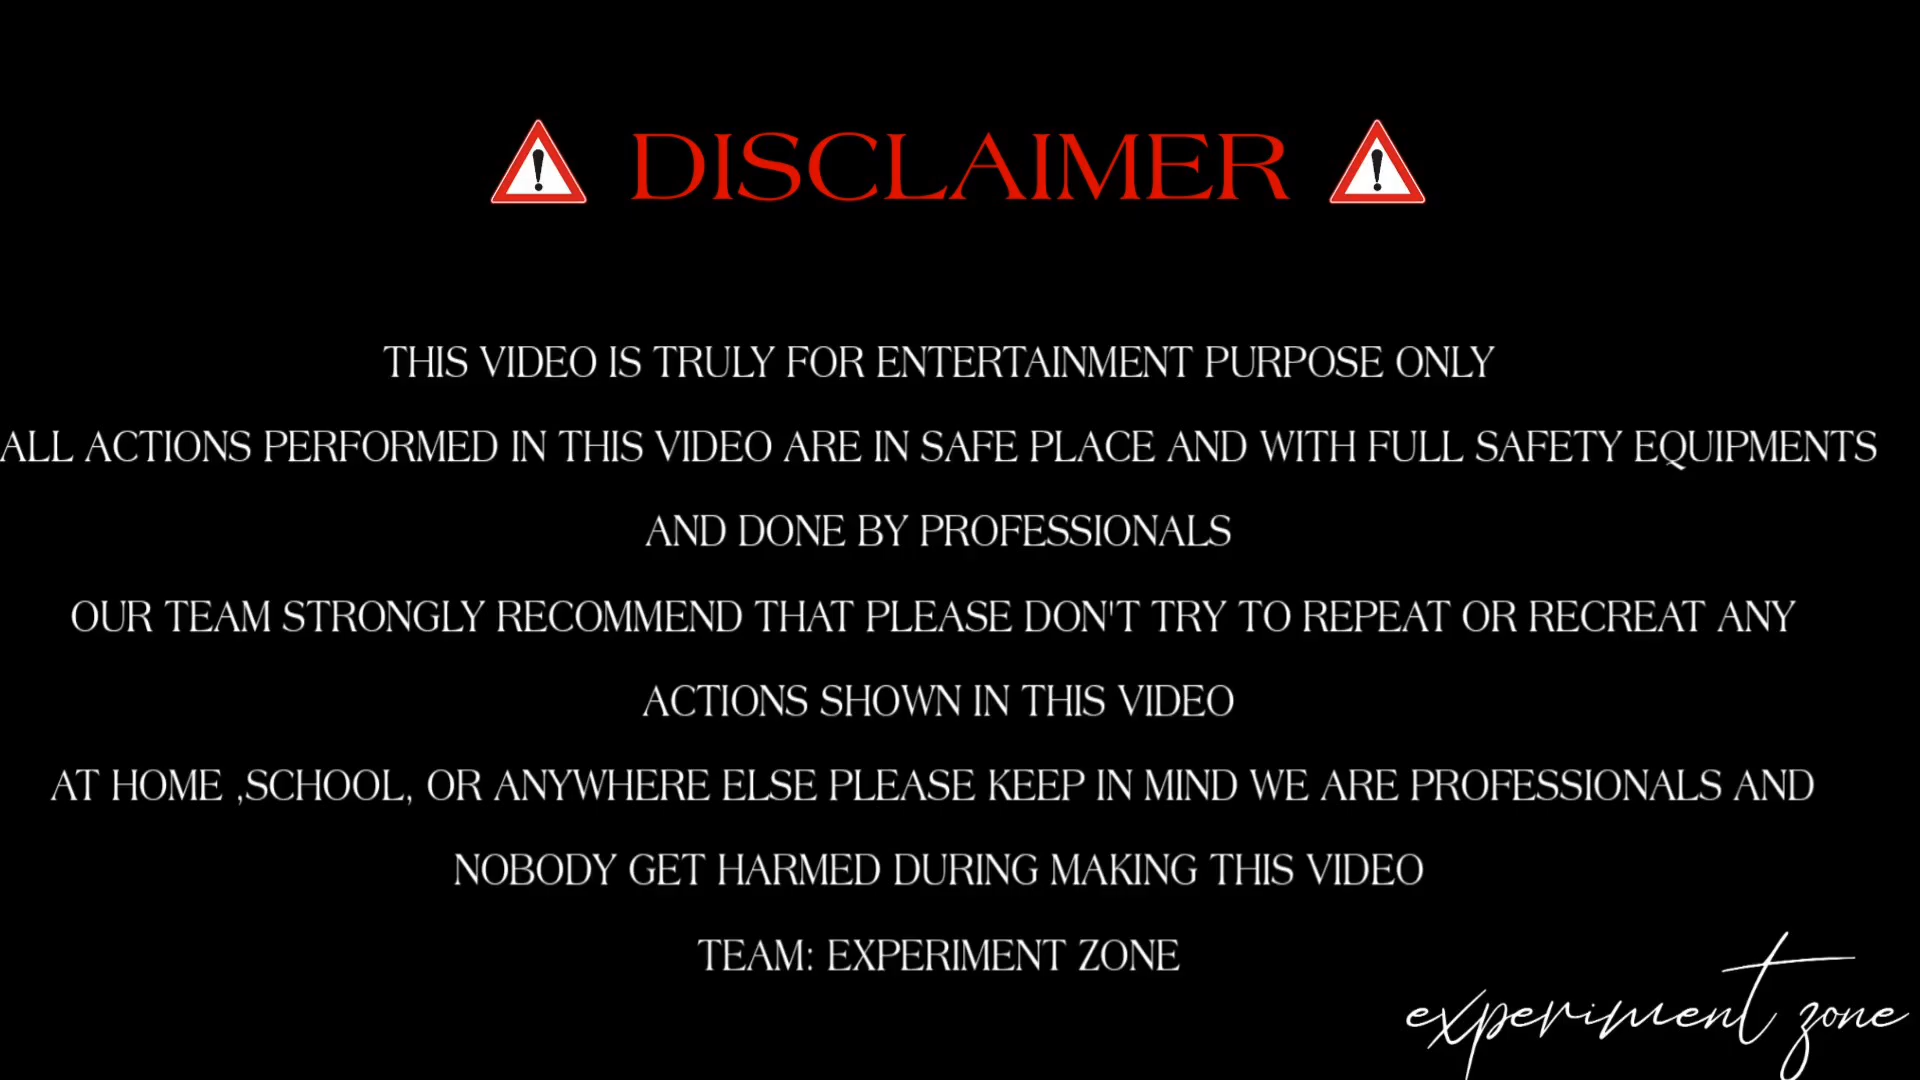 DISCLAIMER
THIS VIDEO IS TRULY FOR ENTERTAINMENT PURPOSE ONLY
ALL ACTIONS PERFORMED IN THIS VIDEO ARE IN SAFE PLACE AND WITH FULL SAFETY EQUIPMENTS
AND DONE BY PROFESSIONALS
OUR TEAM STRONGLY RECOMMEND THAT PLEASE DON'T TRY TO REPEAT OR RECREAT ANY
ACTIONS SHOWN IN THIS VIDEO
AT HOME ,SCHOOL, OR ANYWHERE ELSE PLEASE KEEP IN MIND WE ARE PROFESSIONALS AND
NOBODY GET HARMED DURING MAKING THIS VIDEO
TEAM: EXPERIMENT ZONE
experiment zone